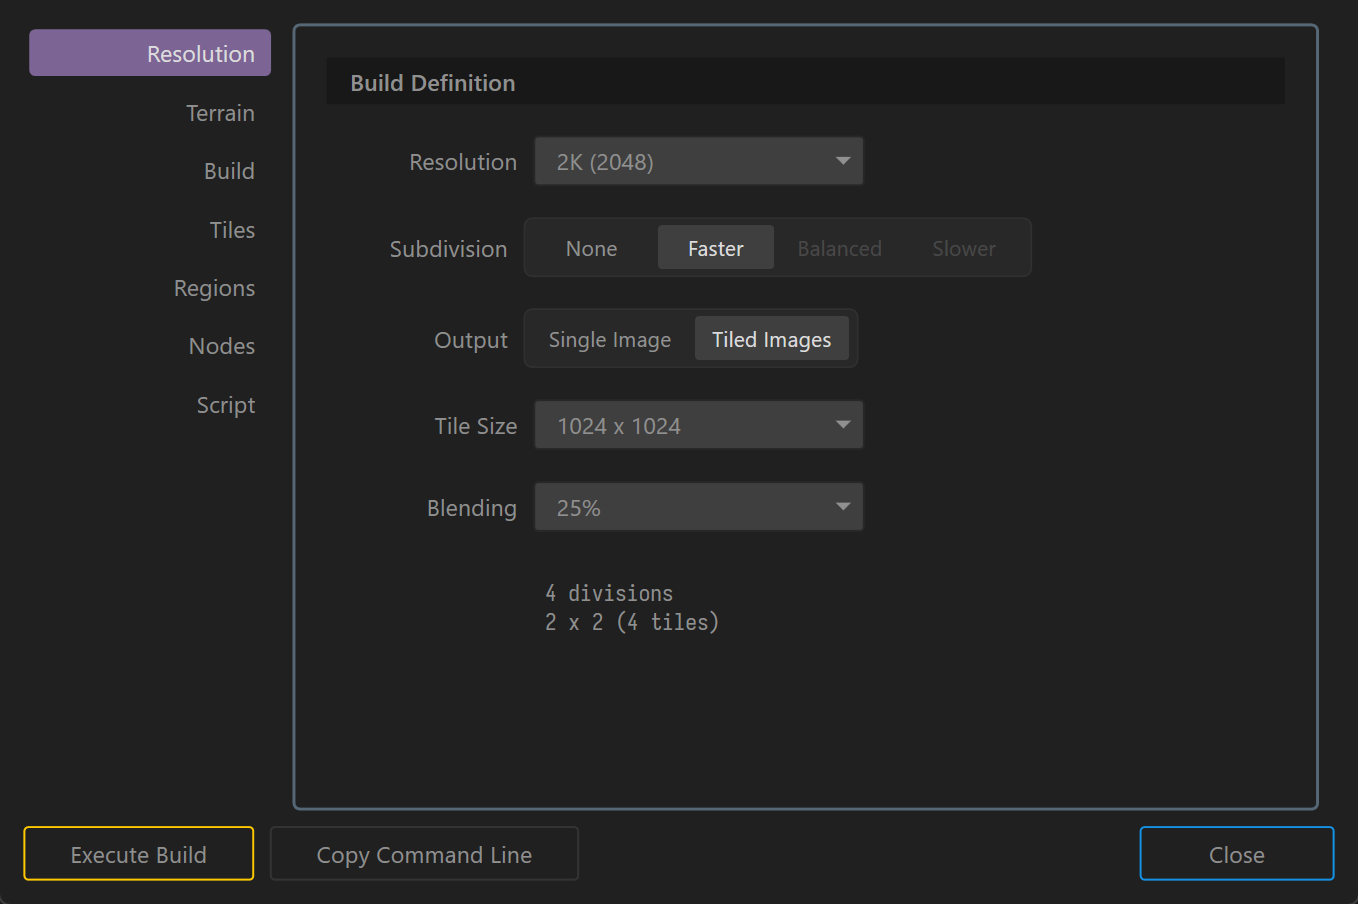 Resolution
Terrain
Build
Tiles
Regions
Nodes
Script
Build Definition
Resolution 2K (2048)
Subdivision None Faster Balanced Slower
Output Single Image Tiled Images
Tile Size 1024 x 1024
Blending 25%
4 divisions
2 x 2 (4 tiles)
Execute Build Copy Command Line Close